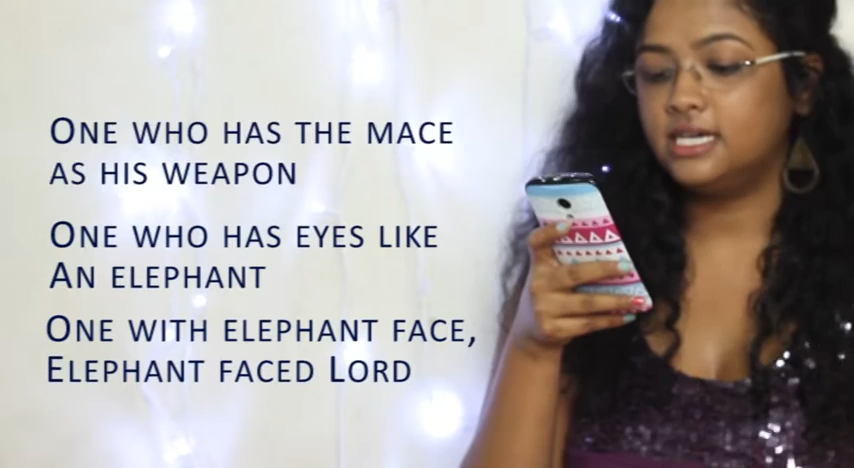 One who has the mace
as his weapon
One who has eyes like
An elephant
One with elephant face,
Elephant faced Lord